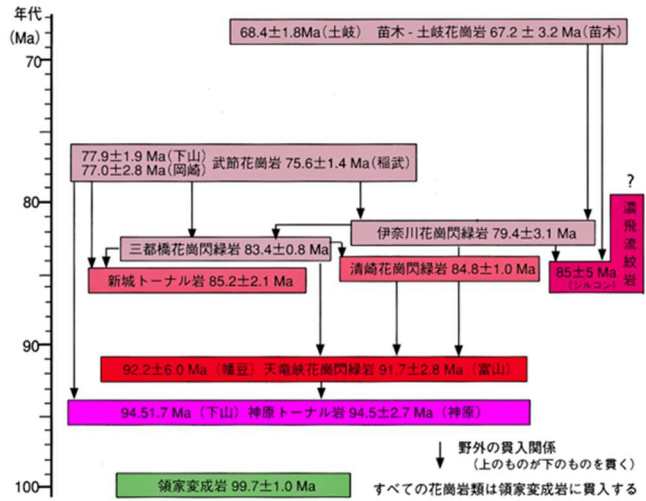 年代
(Ma)
70
80
90
100
68.4±1.8Ma(土岐) 苗木 - 土岐花崗岩 67.2 ± 3.2 Ma(苗木)
77.9±1.9 Ma(下山)
77.0±2.8 Ma(岡崎)
武節花崗岩 75.6±1.4 Ma(稲武)
?
濃飛流紋岩
伊奈川花崗閃緑岩 79.4±3.1 Ma
三都橋花崗閃緑岩 83.4±0.8 Ma
清崎花崗閃緑岩 84.8±1.0 Ma
85±5 Ma
(ジルコン)
新城トーナル岩 85.2±2.1 Ma
92.2±6.0 Ma (幡豆) 天竜峡花崗閃緑岩 91.7±2.8 Ma (富山)
94.51.7 Ma (下山) 神原トーナル岩 94.5±2.7 Ma (神原)
野外の貫入関係
(上のものが下のものを貫く)
すべての花崗岩類は領家変成岩に貫入する
領家変成岩 99.7±1.0 Ma